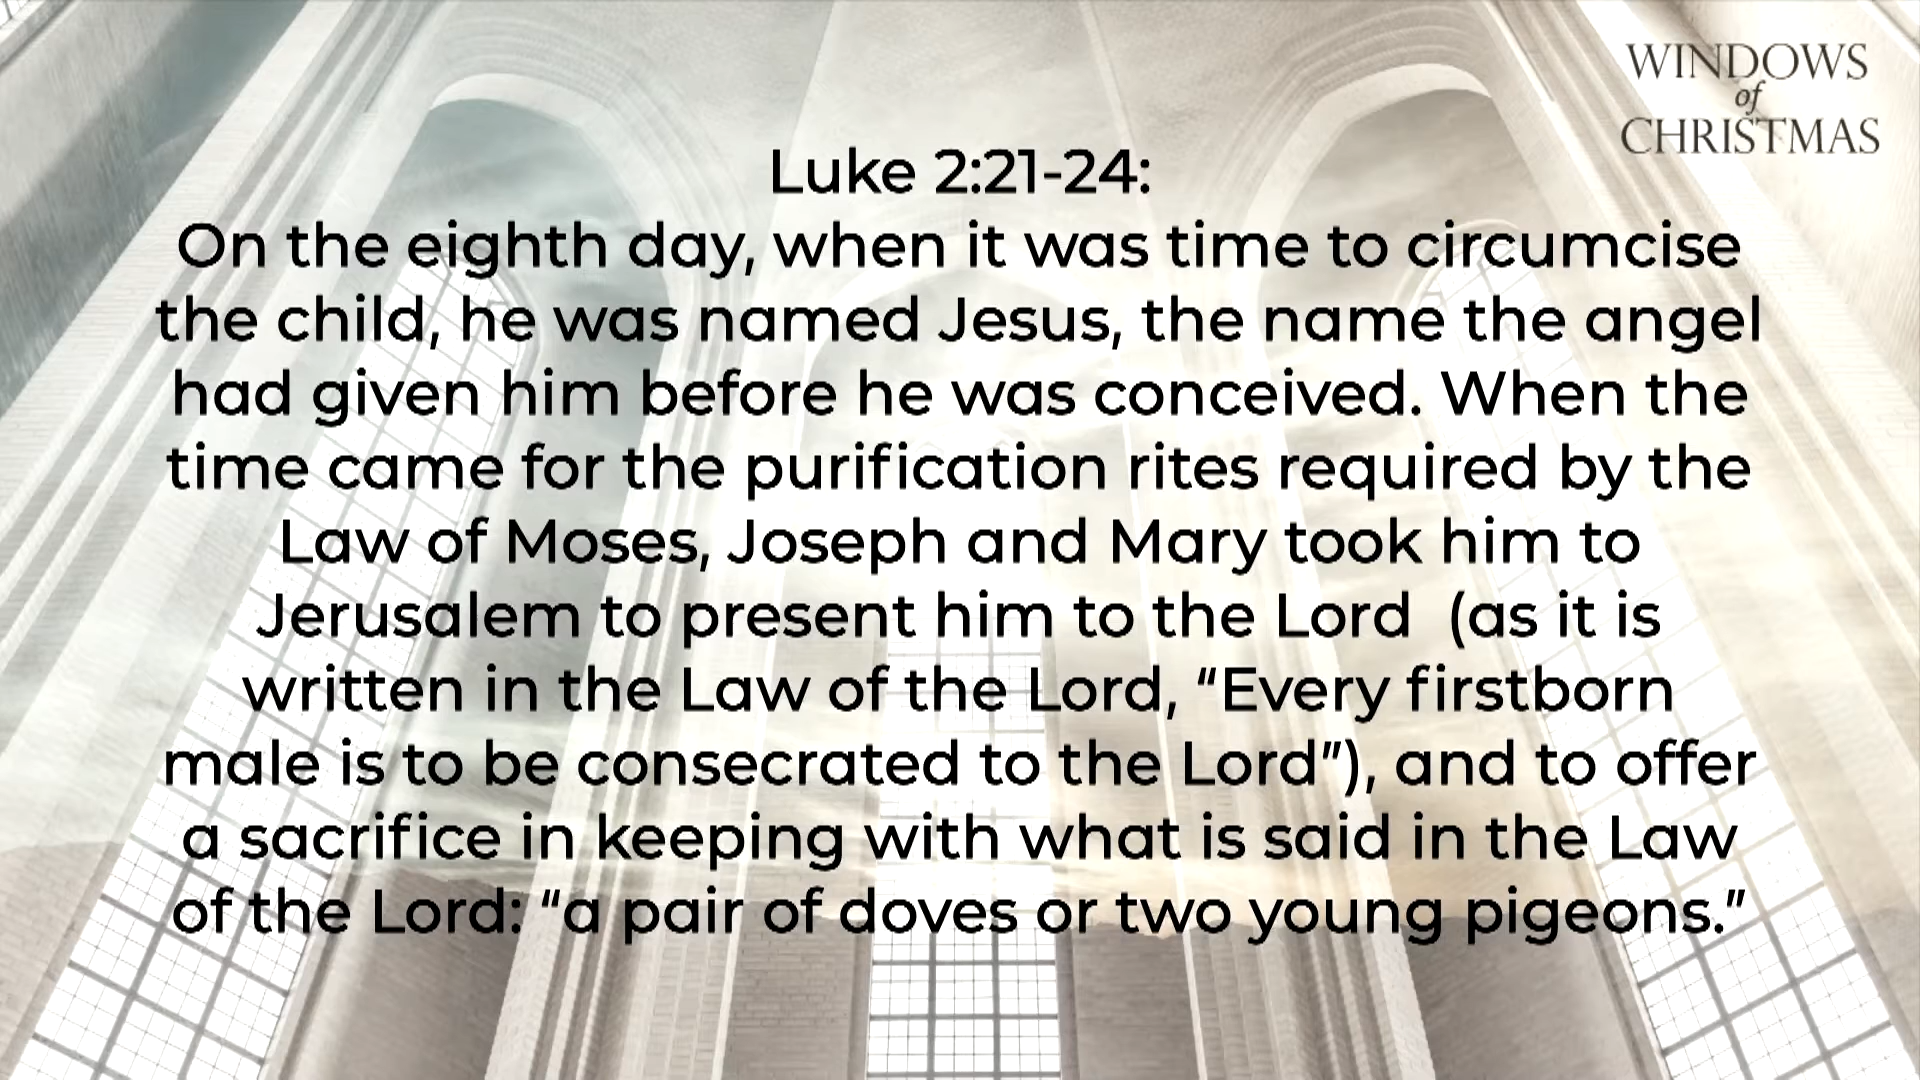 WINDOWS
of
CHRISTMAS
Luke 2:21-24:
On the eighth day, when it was time to circumcise
the child, he was named Jesus, the name the angel
had given him before he was conceived. When the
time came for the purification rites required by the
Law of Moses, Joseph and Mary took him to
Jerusalem to present him to the Lord  (as it is
written in the Law of the Lord, “Every firstborn
male is to be consecrated to the Lord”), and to offer
a sacrifice in keeping with what is said in the Law
of the Lord: “a pair of doves or two young pigeons.”